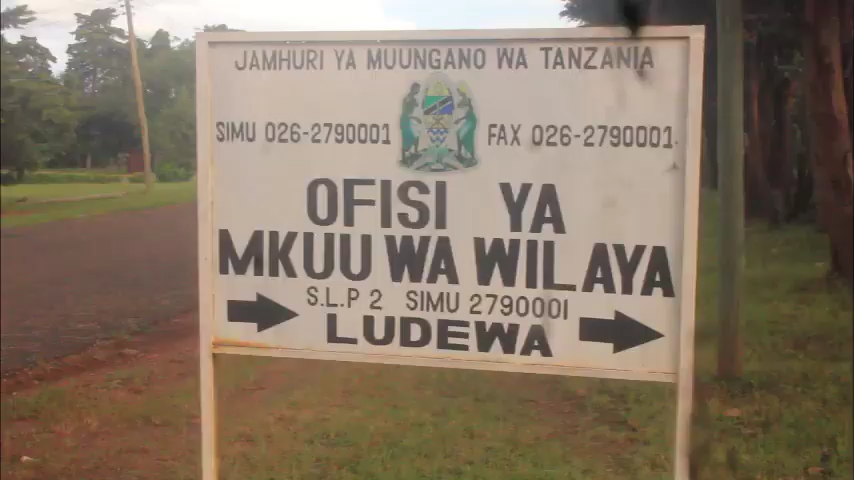 JAMHURI YA MUUNGANO WA TANZANIA
SIMU 026-2790001 FAX 026-2790001
OFISI YA
MKUU WA WILAYA
S.L.P 2 SIMU 2790001
LUDEWA